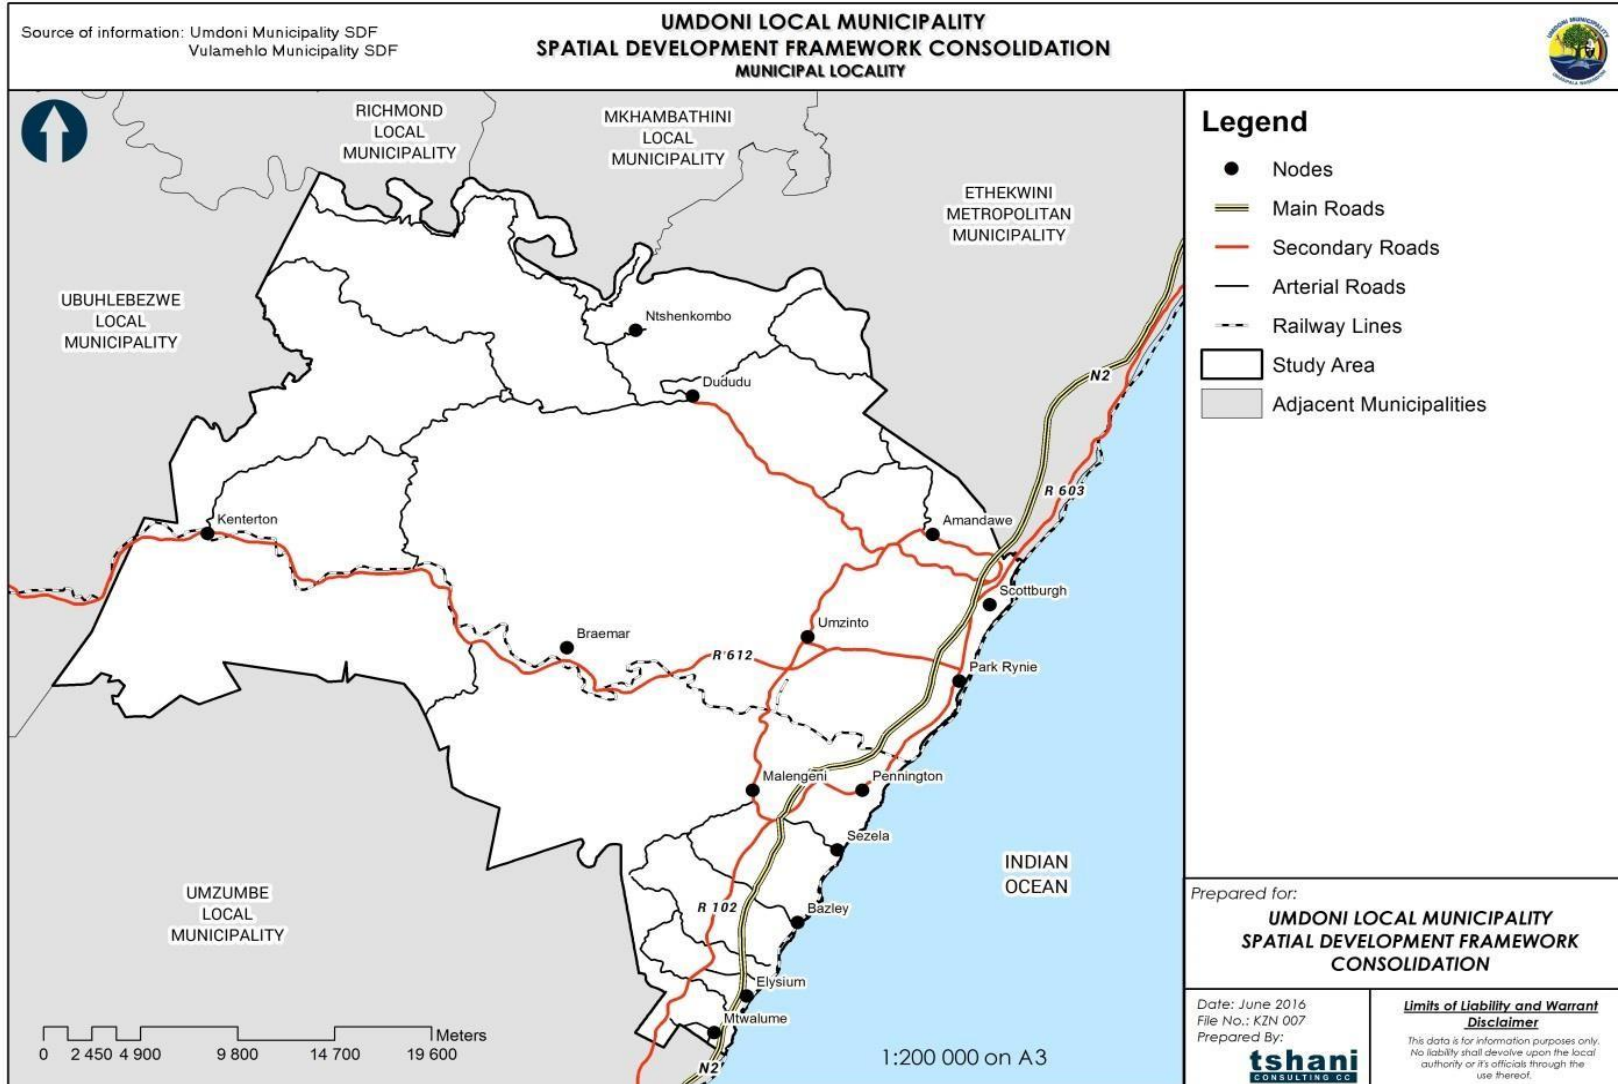 Source of information: Umdoni Municipality SDF
Vulamehlo Municipality SDF
UMDONI LOCAL MUNICIPALITY
SPATIAL DEVELOPMENT FRAMEWORK CONSOLIDATION
MUNICIPAL LOCALITY
RICHMOND
LOCAL
MUNICIPALITY
MKHAMBATHINI
LOCAL
MUNICIPALITY
ETHEKWINI
METROPOLITAN
MUNICIPALITY
UBUHLEBEZWE
LOCAL
MUNICIPALITY
Ntshenkombo
Dududu
N2
R 603
Kenterton
Amandawe
Scottburgh
Umzinto
Braemar
R 612
Park Rynie
Malengeni
Pennington
Sezela
INDIAN
OCEAN
UMZUMBE
LOCAL
MUNICIPALITY
R 102
Bazley
Elysium
Mtwalume
N2
Meters
0 2 450 4 900 9 800 14 700 19 600
1:200 000 on A3
Legend
Nodes
Main Roads
Secondary Roads
Arterial Roads
Railway Lines
Study Area
Adjacent Municipalities
Prepared for:
UMDONI LOCAL MUNICIPALITY
SPATIAL DEVELOPMENT FRAMEWORK
CONSOLIDATION
Date: June 2016
File No.: KZN 007
Prepared By:
tshani
CONSULTING CC
Limits of Liability and Warrant
Disclaimer
This data is for information purposes only.
No liability shall devolve upon the local
authority or it's officials through the
use thereof.